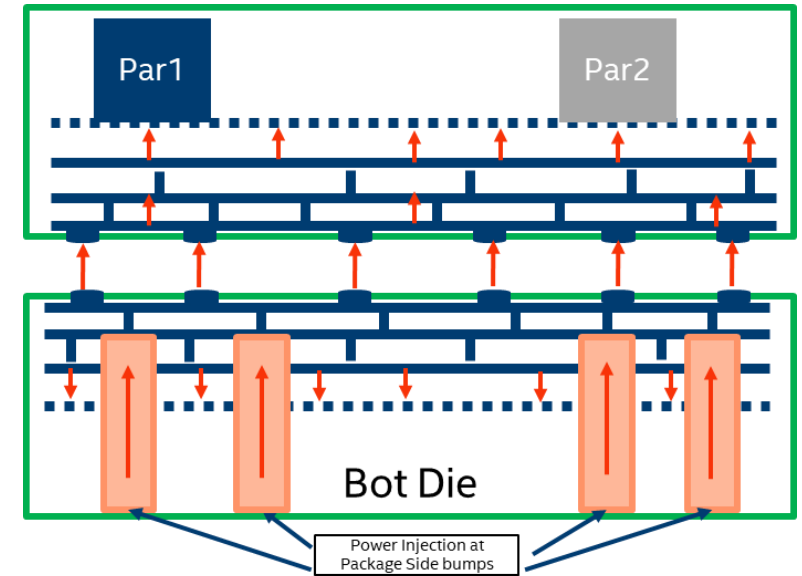 Par1
Par2
Bot Die
Power Injection at
Package Side bumps